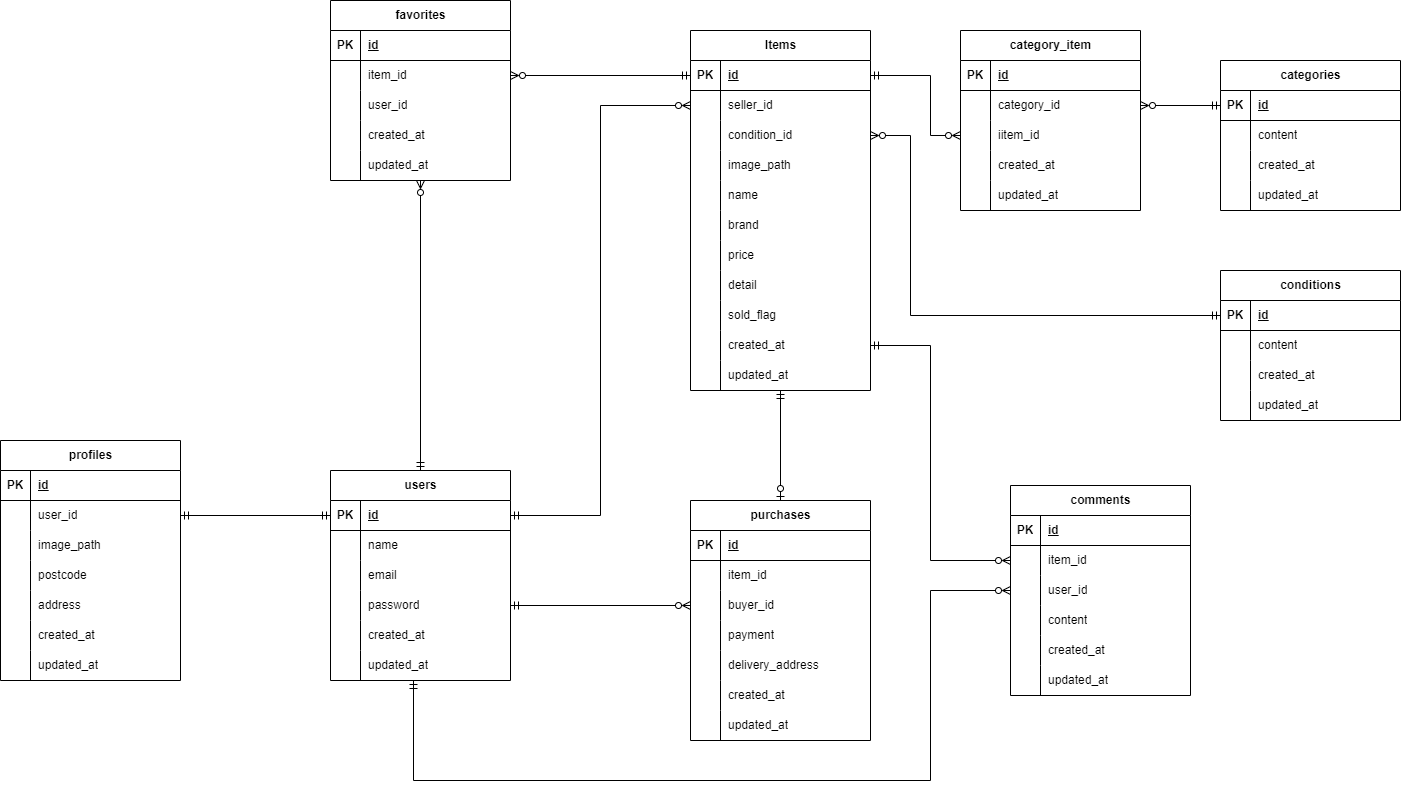 favorites
PK id
item_id
user_id
created_at
updated_at
Items
PK id
seller_id
condition_id
image_path
name
brand
price
detail
sold_flag
created_at
updated_at
category_item
PK id
category_id
iitem_id
created_at
updated_at
categories
PK id
content
created_at
updated_at
conditions
PK id
content
created_at
updated_at
profiles
PK id
user_id
image_path
postcode
address
created_at
updated_at
users
PK id
name
email
password
created_at
updated_at
purchases
PK id
item_id
buyer_id
payment
delivery_address
created_at
updated_at
comments
PK id
item_id
user_id
content
created_at
updated_at